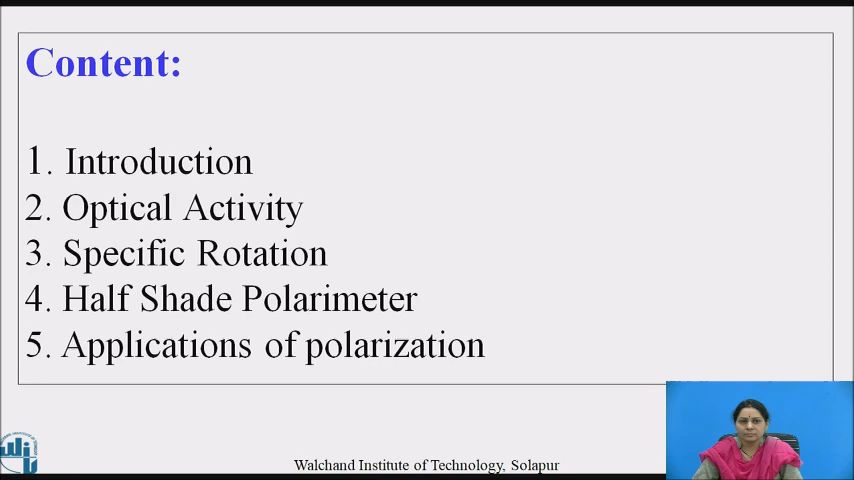 Content:
1. Introduction
2. Optical Activity
3. Specific Rotation
4. Half Shade Polarimeter
5. Applications of polarization
Walchand Institute of Technology, Solapur